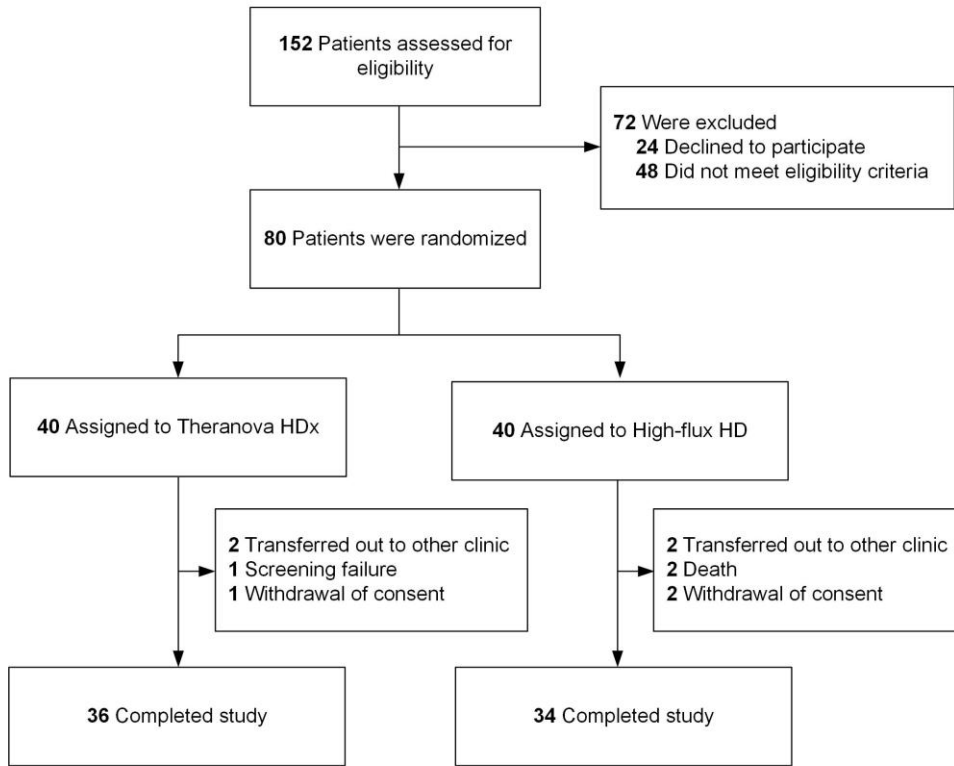 152 Patients assessed for
eligibility
72 Were excluded
24 Declined to participate
48 Did not meet eligibility criteria
80 Patients were randomized
40 Assigned to Theranova HDx
40 Assigned to High-flux HD
2 Transferred out to other clinic
1 Screening failure
1 Withdrawal of consent
2 Transferred out to other clinic
2 Death
2 Withdrawal of consent
36 Completed study
34 Completed study